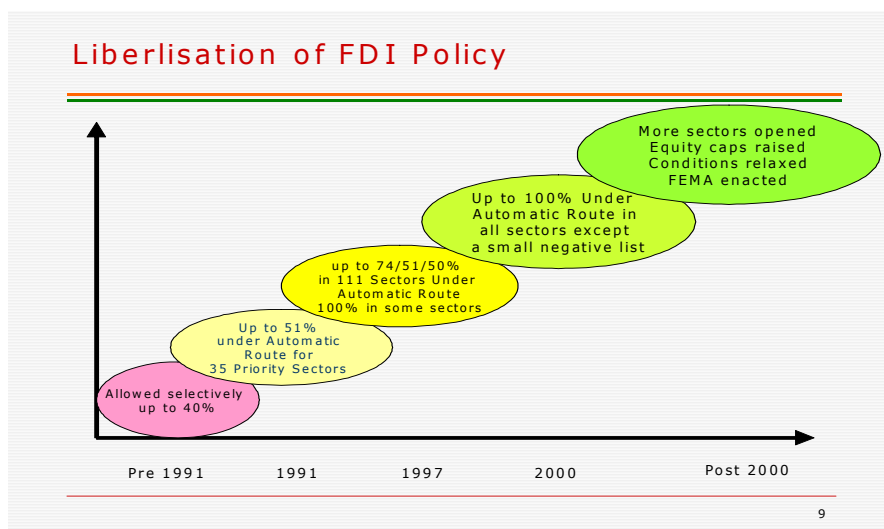 Liberlisation of FDI Policy
More sectors opened
Equity caps raised
Conditions relaxed
FEMA enacted
Up to 100% Under
Automatic Route in
all sectors except
a small negative list
up to 74/51/50%
in 111 Sectors Under
Automatic Route
100% in some sectors
Up to 51%
under Automatic
Route for
35 Priority Sectors
Allowed selectively
up to 40%
Pre 1991
1991
1997
2000
Post 2000
9